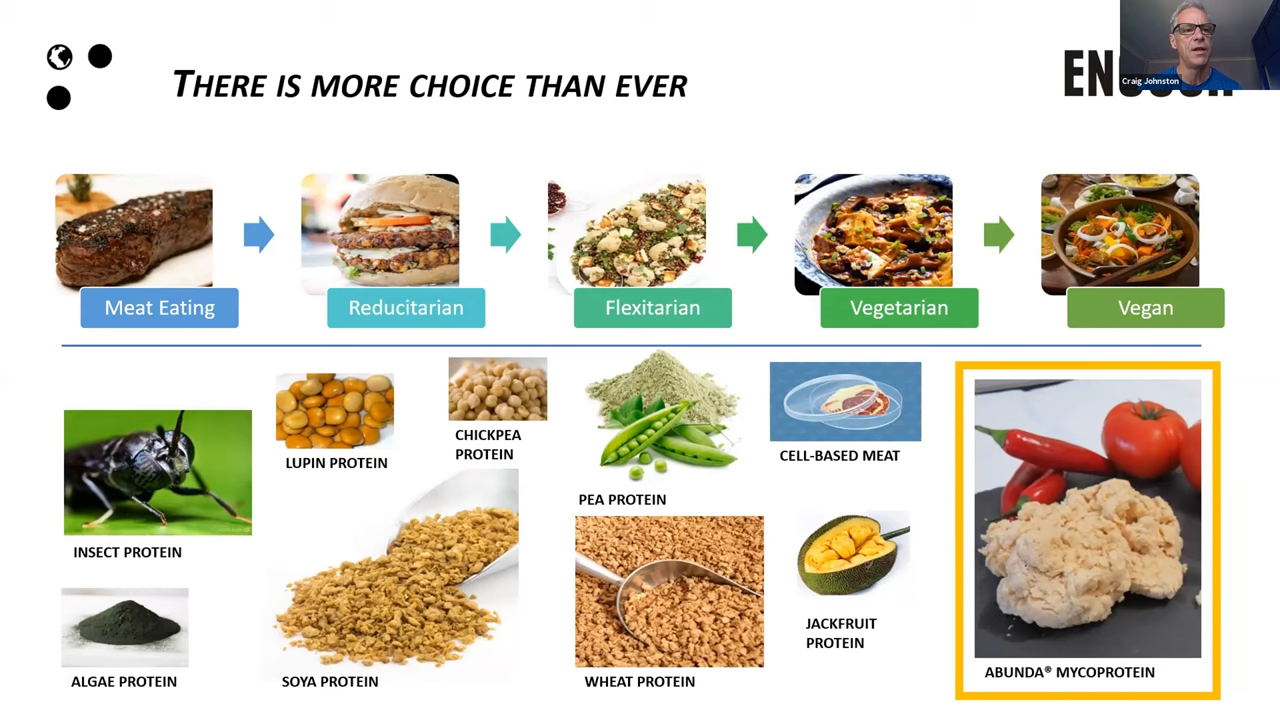 THERE IS MORE CHOICE THAN EVER
Craig Johnston
Meat Eating
Reducitarian
Flexitarian
Vegetarian
Vegan
INSECT PROTEIN
LUPIN PROTEIN
CHICKPEA
PROTEIN
PEA PROTEIN
CELL-BASED MEAT
ALGAE PROTEIN
SOYA PROTEIN
WHEAT PROTEIN
JACKFRUIT
PROTEIN
ABUNDA® MYCOPROTEIN